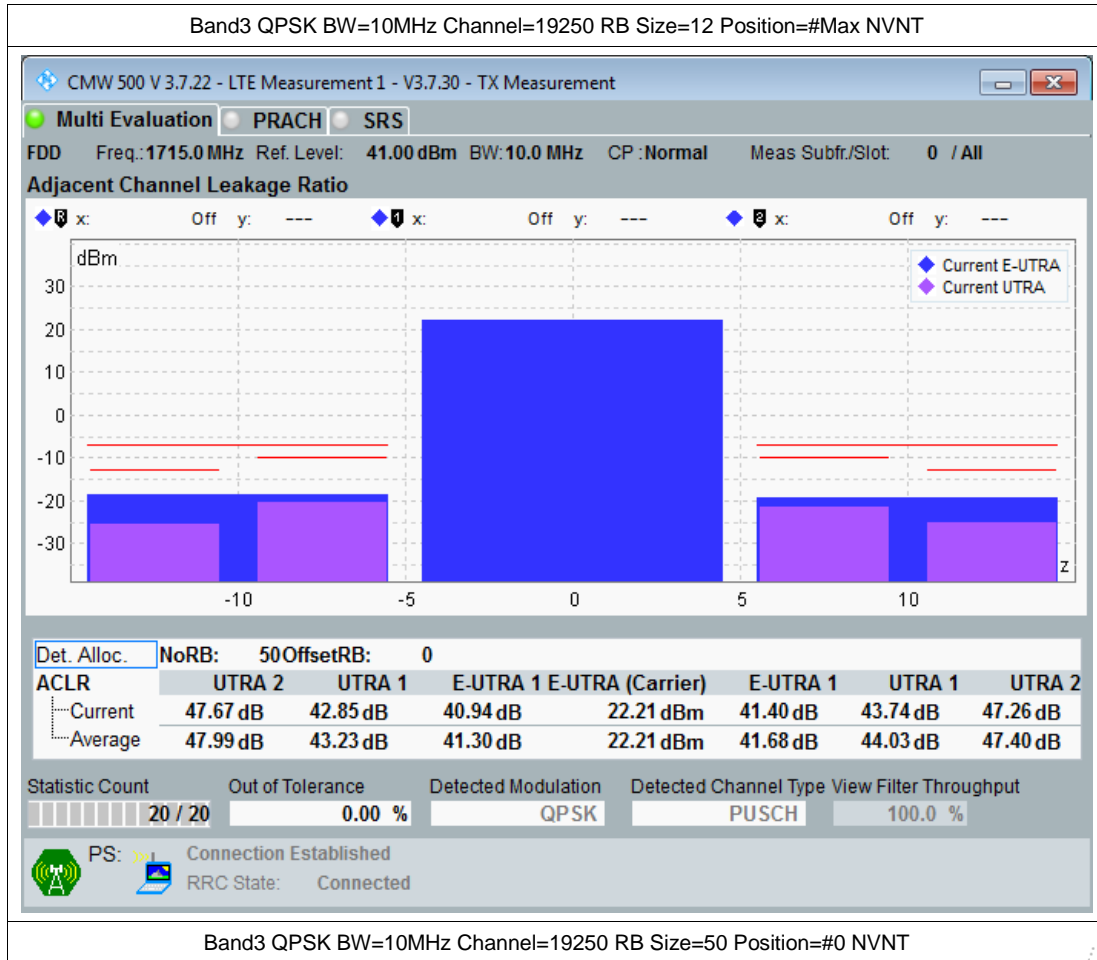 Band3 QPSK BW=10MHz Channel=19250 RB Size=12 Position=#Max NVNT
CMW 500 V 3.7.22 - LTE Measurement 1 - V3.7.30 - TX Measurement
Multi Evaluation PRACH SRS
FDD Freq.:1715.0 MHz Ref. Level: 41.00 dBm BW:10.0 MHz CP :Normal Meas Subfr./Slot: 0 / All
Adjacent Channel Leakage Ratio
R x: Off y: --- 1 x: Off y: --- 2 x: Off y: ---
dBm
Current E-UTRA
Current UTRA
30
20
10
0
-10
-20
-30
z
-10 -5 0 5 10
Det. Alloc. NoRB: 50 OffsetRB: 0
ACLR UTRA 2 UTRA 1 E-UTRA 1 E-UTRA (Carrier) E-UTRA 1 UTRA 1 UTRA 2
Current 47.67 dB 42.85 dB 40.94 dB 22.21 dBm 41.40 dB 43.74 dB 47.26 dB
Average 47.99 dB 43.23 dB 41.30 dB 22.21 dBm 41.68 dB 44.03 dB 47.40 dB
Statistic Count Out of Tolerance Detected Modulation Detected Channel Type View Filter Throughput
20 / 20 0.00 % QPSK PUSCH 100.0 %
PS: Connection Established
RRC State: Connected
Band3 QPSK BW=10MHz Channel=19250 RB Size=50 Position=#0 NVNT